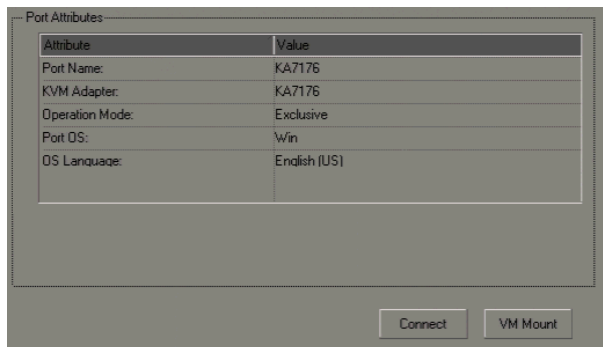 Port Attributes
Attribute Value
Port Name: KA7176
KVM Adapter: KA7176
Operation Mode: Exclusive
Port OS: Win
OS Language: English (US)
Connect VM Mount